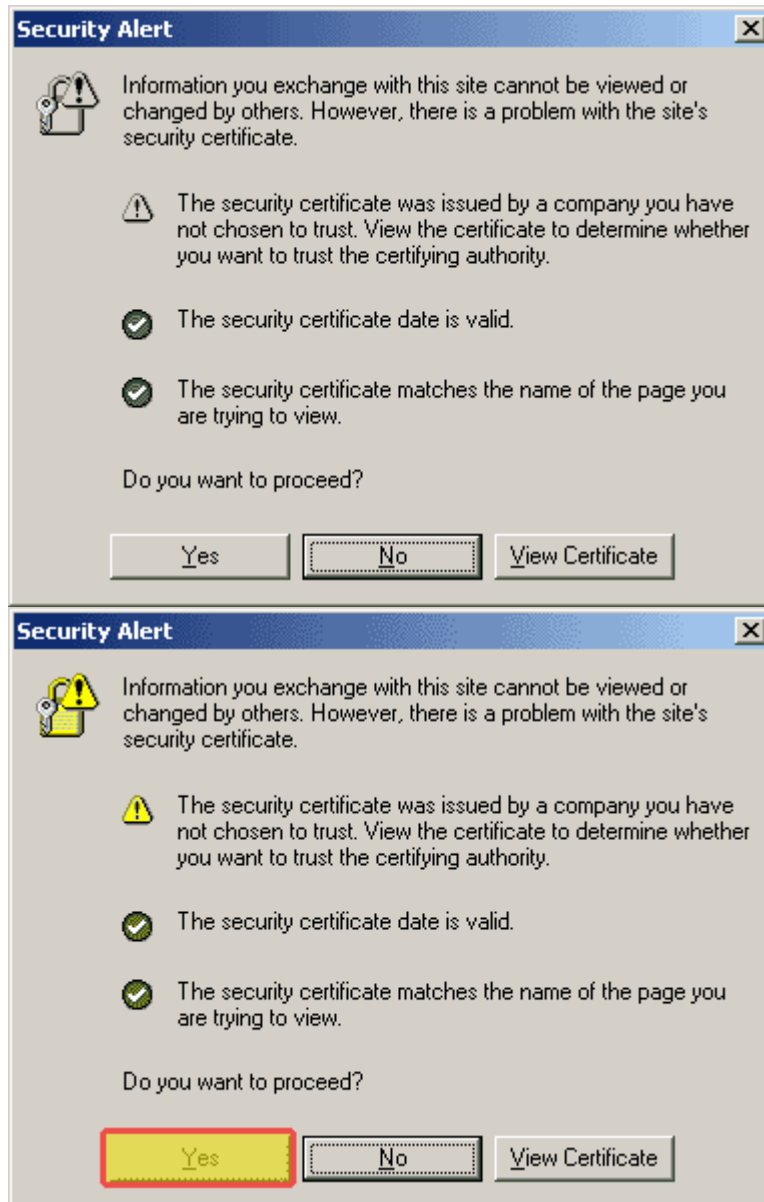 Security Alert
Information you exchange with this site cannot be viewed or
changed by others. However, there is a problem with the site's
security certificate.
The security certificate was issued by a company you have
not chosen to trust. View the certificate to determine whether
you want to trust the certifying authority.
The security certificate date is valid.
The security certificate matches the name of the page you
are trying to view.
Do you want to proceed?
Yes No View Certificate
Security Alert
Information you exchange with this site cannot be viewed or
changed by others. However, there is a problem with the site's
security certificate.
The security certificate was issued by a company you have
not chosen to trust. View the certificate to determine whether
you want to trust the certifying authority.
The security certificate date is valid.
The security certificate matches the name of the page you
are trying to view.
Do you want to proceed?
Yes No View Certificate